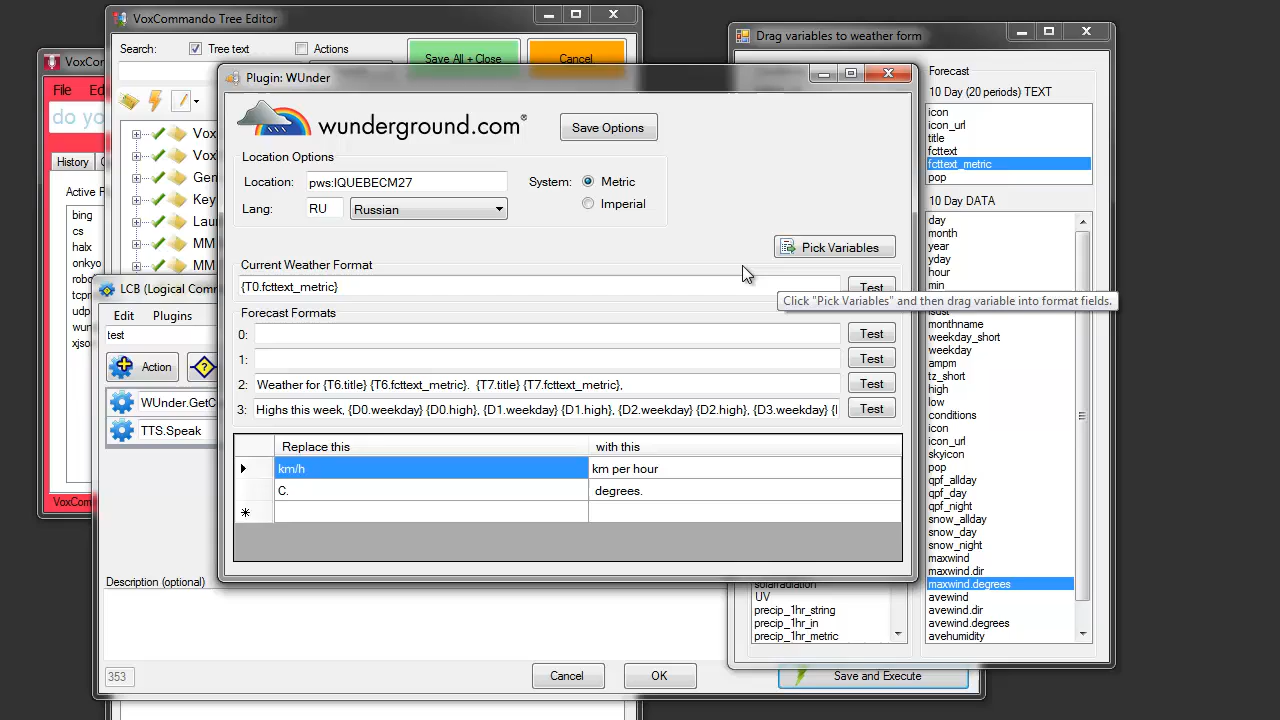 VoxCommando Tree Editor
Search:
Tree text
Actions
Save All + Close
Cancel
Drag variables to weather form
Forecast
10 Day (20 periods) TEXT
icon
icon_url
title
fcttext
fcttext_metric
pop
10 Day DATA
day
month
year
yday
hour
min
monthname
weekday_short
weekday
ampm
tz_short
high
low
conditions
icon
icon_url
skyicon
pop
qpf_allday
qpf_day
qpf_night
snow_allday
snow_day
snow_night
maxwind
maxwind.dir
maxwind.degrees
avewind
avewind.dir
avewind.degrees
avehumidity
UV
precip_1hr_string
precip_1hr_in
precip_1hr_metric
File
do yo
History
bing
cs
halx
onkyo
Plugin: WUnder
wunderground.com®
Save Options
Location Options
Location:
pws:IQUEBECM27
System:
Metric
Imperial
Lang:
RU
Russian
Pick Variables
Current Weather Format
{T0.fcttext_metric}
Test
Click "Pick Variables" and then drag variable into format fields.
Forecast Formats
0:
Test
1:
Test
2:
Weather for {T6.title} {T6.fcttext_metric}.  {T7.title} {T7.fcttext_metric},
Test
3:
Highs this week, {D0.weekday} {D0.high}, {D1.weekday} {D1.high}, {D2.weekday} {D2.high}, {D3.weekday} {
Test
Replace this
with this
km/h
km per hour
C.
degrees.
LCB (Logical Comm
Edit
Plugins
test
Action
WUnder.GetC
TTS.Speak
Description (optional)
353
Cancel
OK
Save and Execute